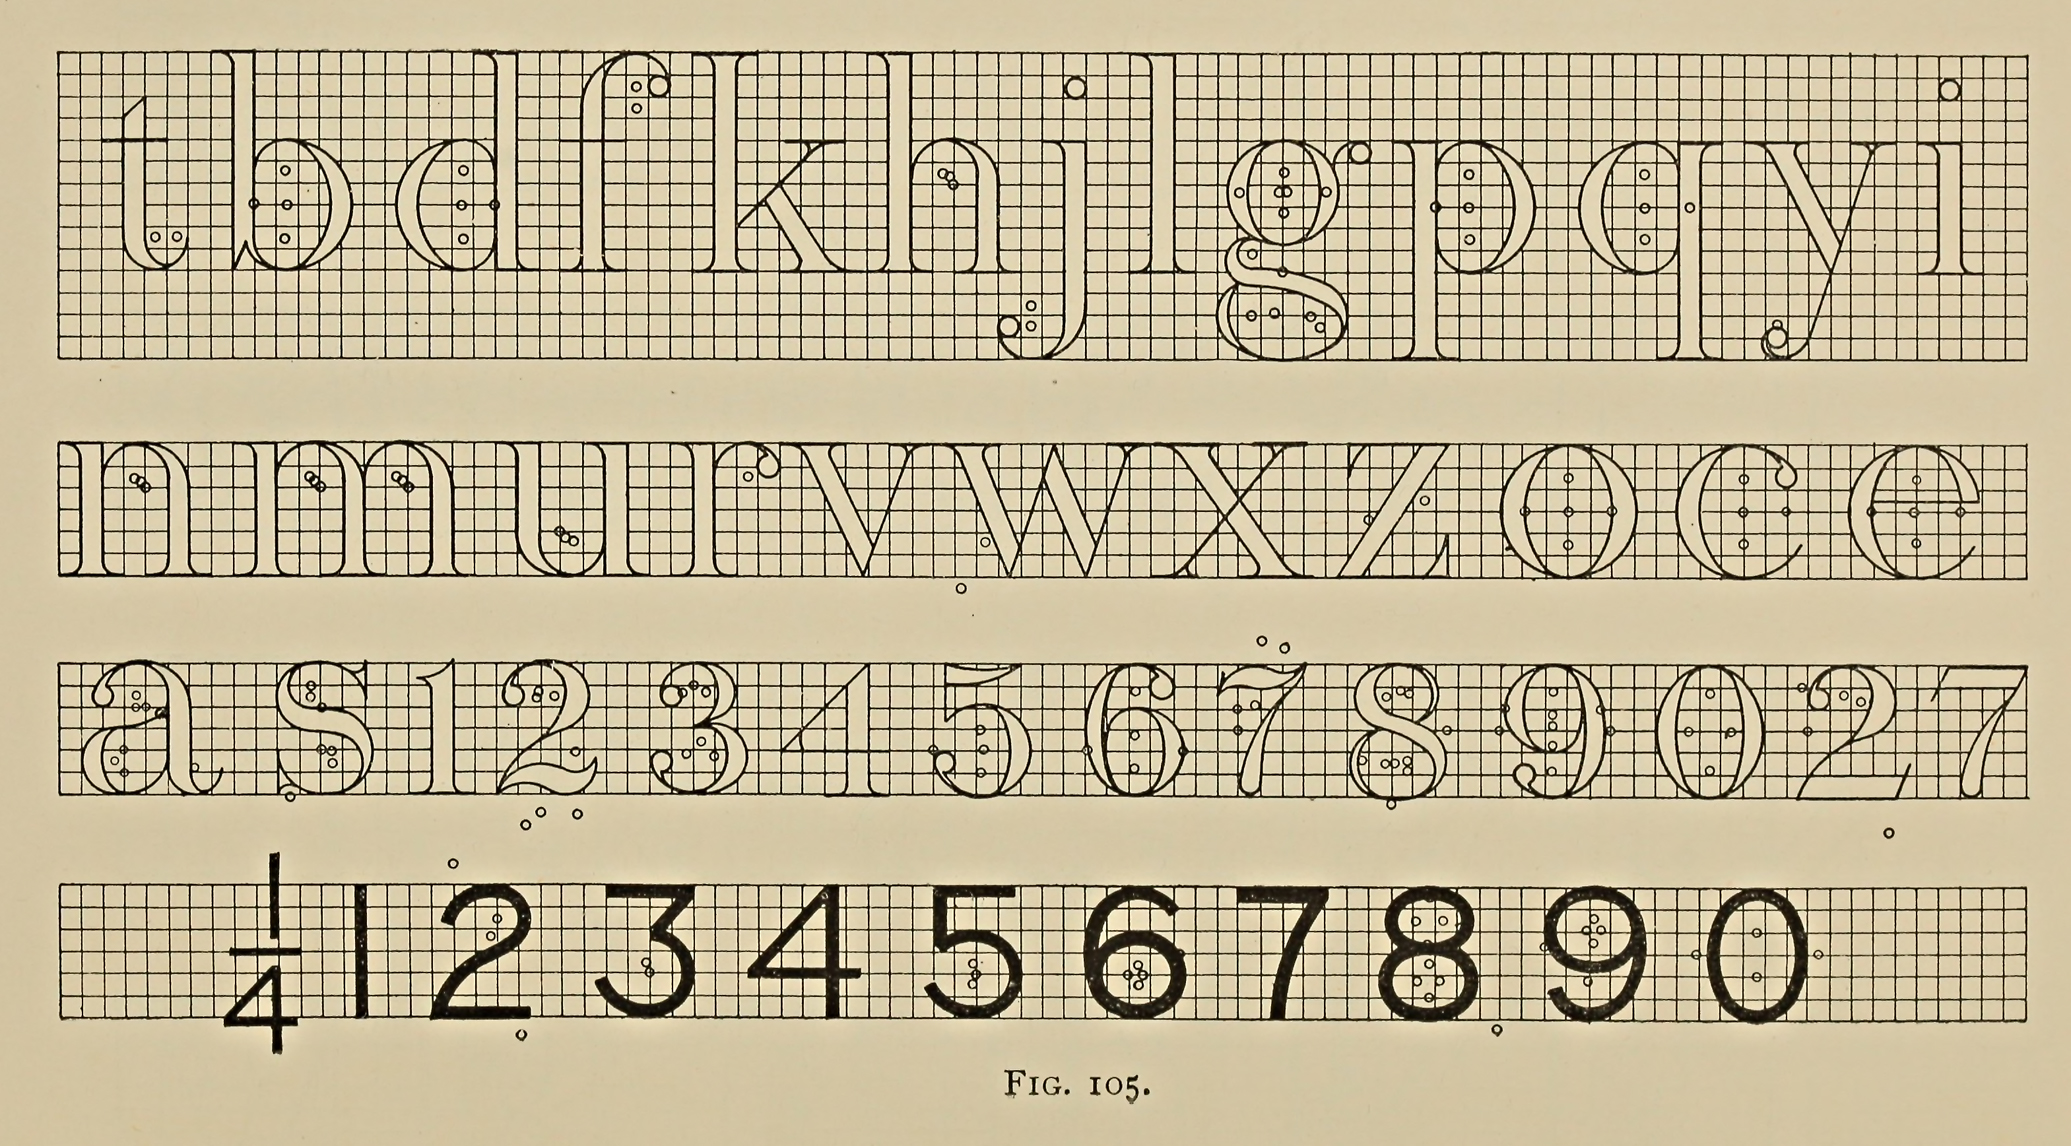 t b d f k h j l g p q y i
n m u r v w x z o c e
a s 1 2 3 4 5 6 7 8 9 0 2 7
1/4 1 2 3 4 5 6 7 8 9 0
FIG. 105.